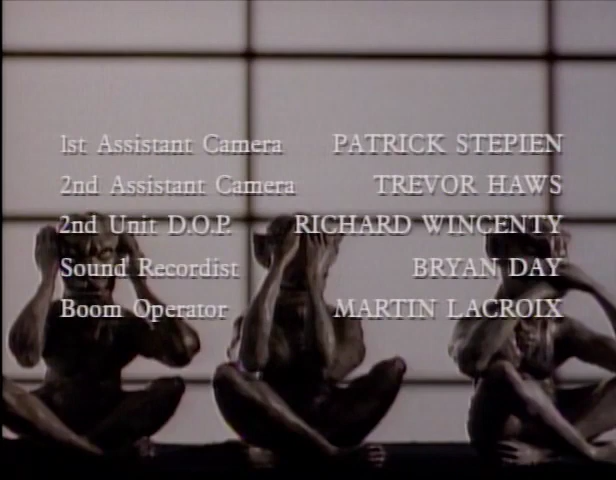 1st Assistant Camera PATRICK STEPIEN
2nd Assistant Camera TREVOR HAWS
2nd Unit D.O.P. RICHARD WINCENTY
Sound Recordist BRYAN DAY
Boom Operator MARTIN LACROIX